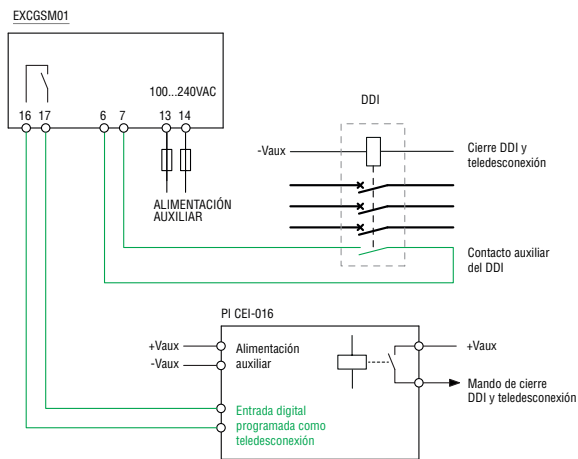 EXCGSM01
100...240VAC
16 17 6 7 13 14
ALIMENTACIÓN
AUXILIAR
DDI
-Vaux
Cierre DDI y
teledesconexión
Contacto auxiliar
del DDI
PI CEI-016
+Vaux
-Vaux
Alimentación
auxiliar
+Vaux
Mando de cierre
DDI y teledesconexión
Entrada digital
programada como
teledesconexión